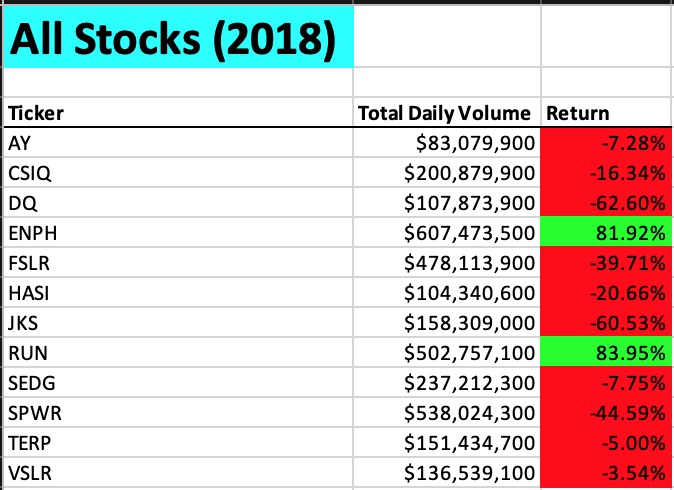 All Stocks (2018)
Ticker Total Daily Volume Return
AY $83,079,900 -7.28%
CSIQ $200,879,900 -16.34%
DQ $107,873,900 -62.60%
ENPH $607,473,500 81.92%
FSLR $478,113,900 -39.71%
HASI $104,340,600 -20.66%
JKS $158,309,000 -60.53%
RUN $502,757,100 83.95%
SEDG $237,212,300 -7.75%
SPWR $538,024,300 -44.59%
TERP $151,434,700 -5.00%
VSLR $136,539,100 -3.54%